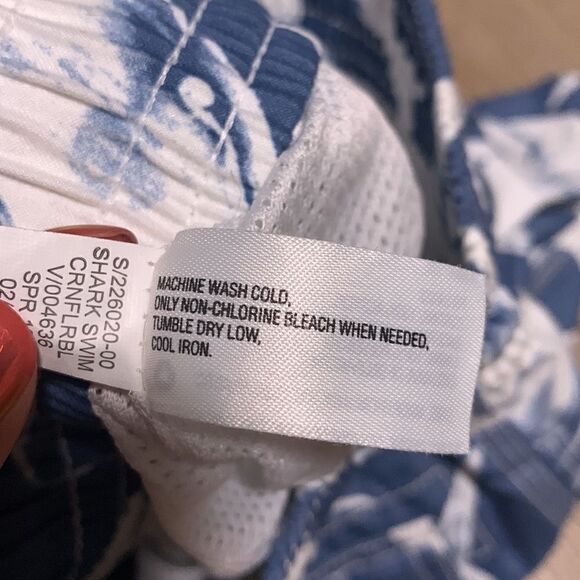 MACHINE WASH COLD,
ONLY NON-CHLORINE BLEACH WHEN NEEDED,
TUMBLE DRY LOW,
COOL IRON.
S/226020-00
SHARK SWIM
CRNFLRBL
V/004636
SPR